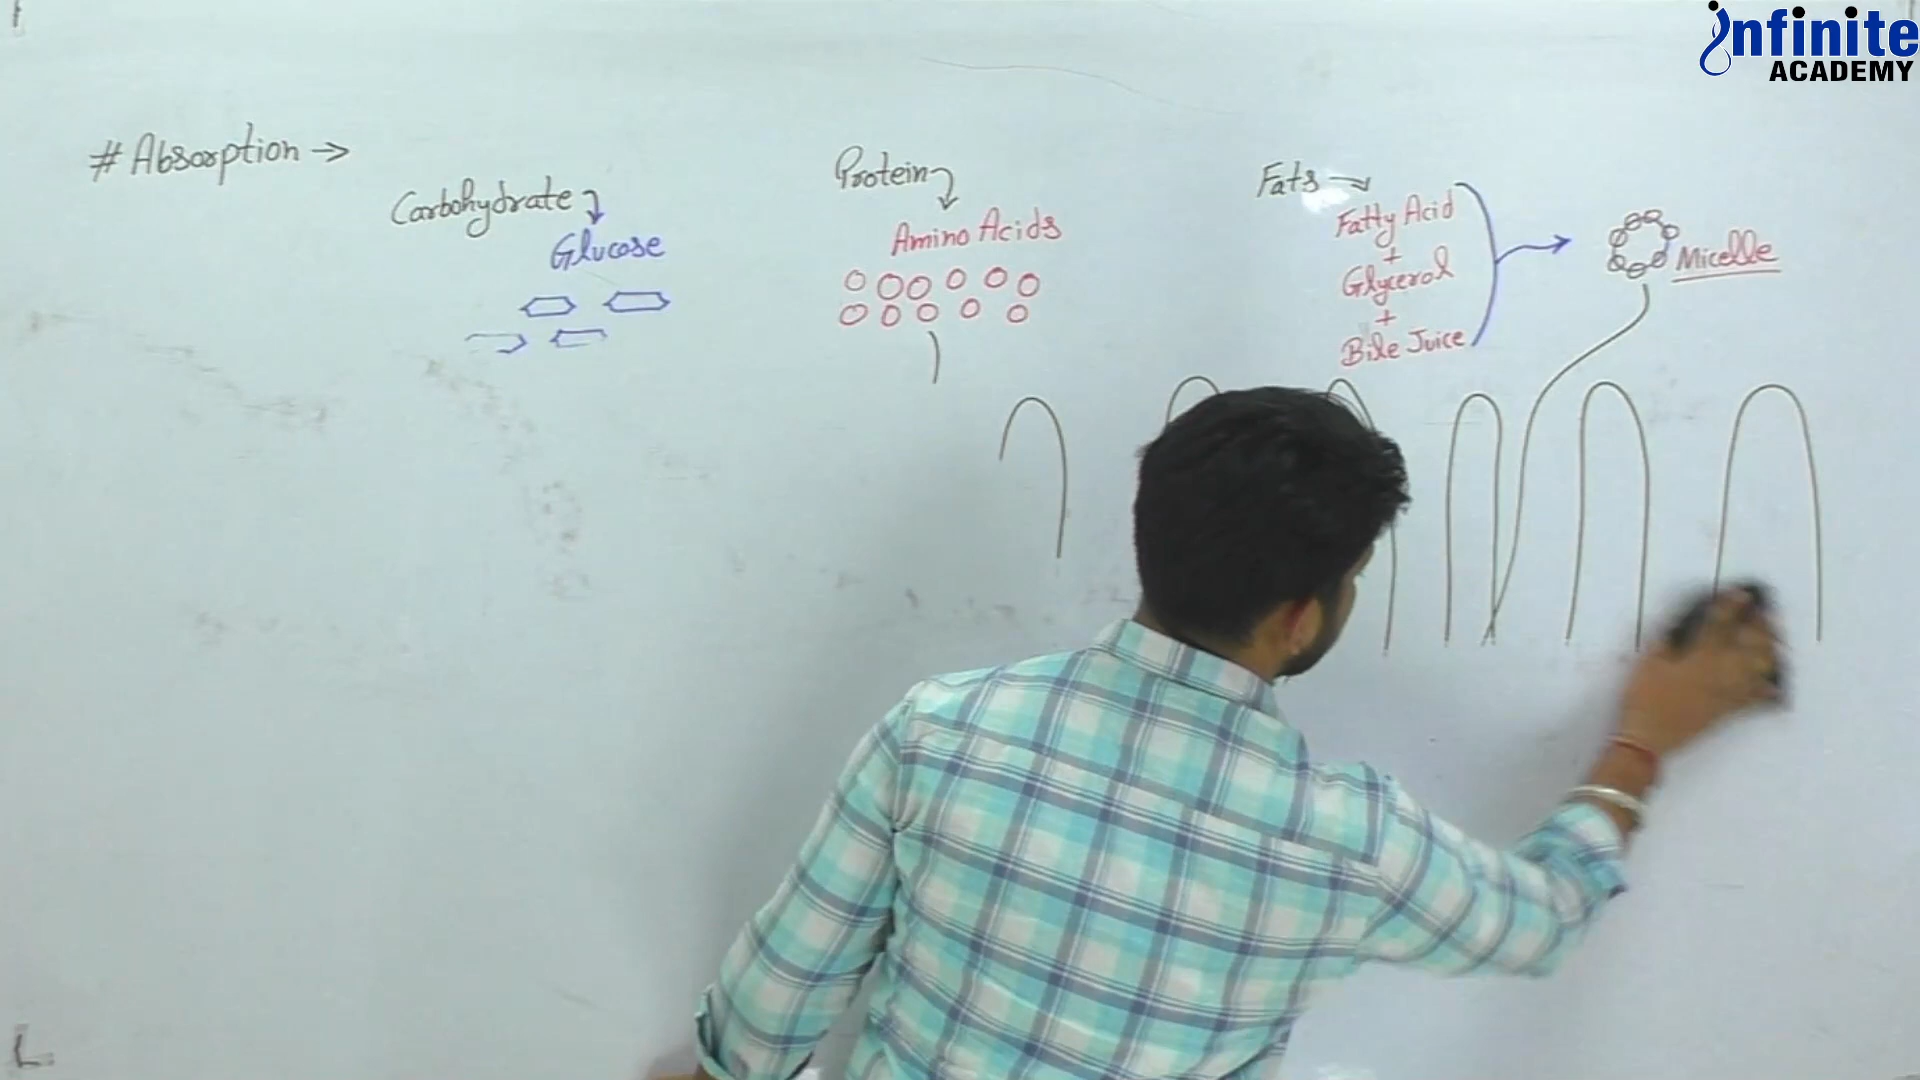 infinite
ACADEMY
# Absorption →
Carbohydrate
Glucose
Protein
Amino Acids
Fats →
Fatty Acid
+
Glycerol
+
Bile Juice
Micelle